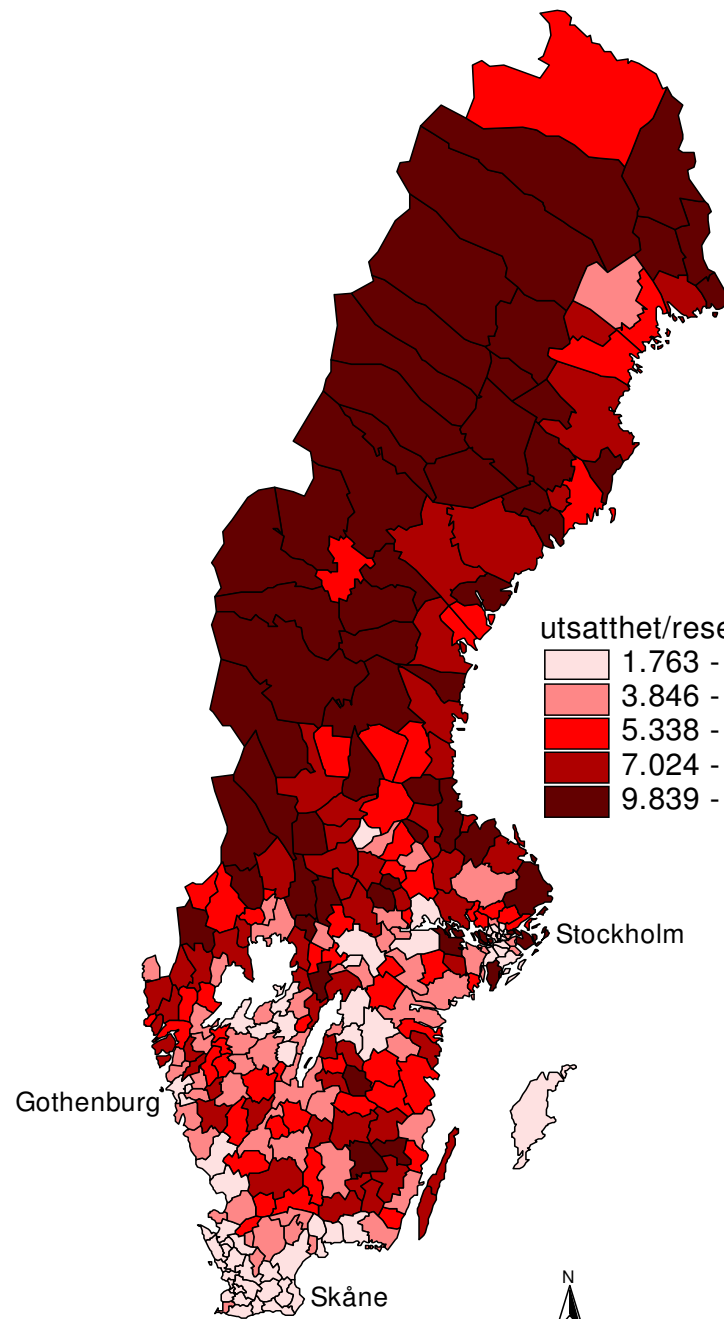 utsatthet/rese
1.763 -
3.846 -
5.338 -
7.024 -
9.839 -
Stockholm
Gothenburg
Skåne
N